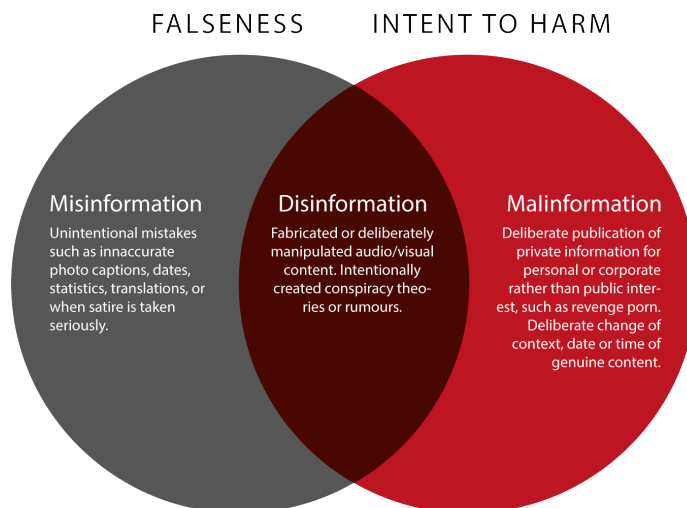 FALSENESS
INTENT TO HARM
Misinformation
Unintentional mistakes
such as innaccurate
photo captions, dates,
statistics, translations, or
when satire is taken
seriously.
Disinformation
Fabricated or deliberately
manipulated audio/visual
content. Intentionally
created conspiracy theo-
ries or rumours.
Malinformation
Deliberate publication of
private information for
personal or corporate
rather than public inter-
est, such as revenge porn.
Deliberate change of
context, date or time of
genuine content.